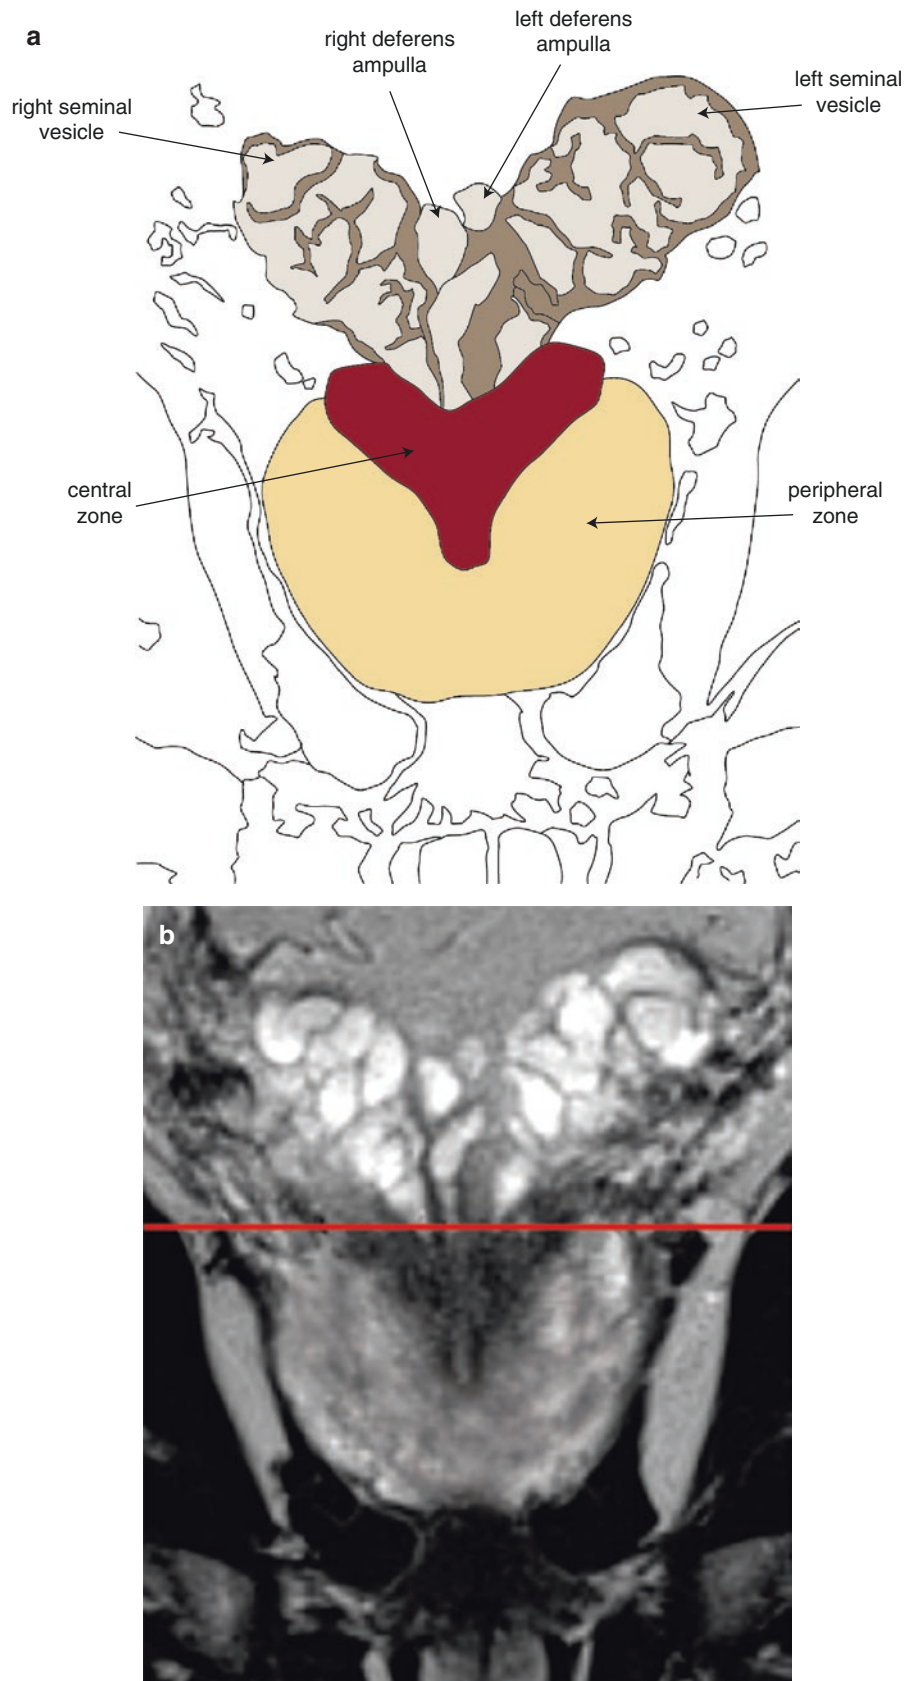 a
right deferens
ampulla
left deferens
ampulla
left seminal
vesicle
right seminal
vesicle
central
zone
peripheral
zone
b